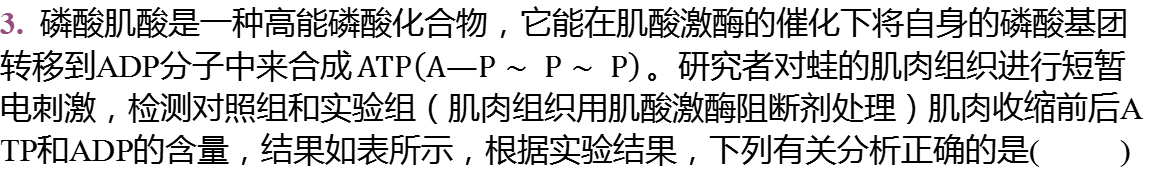 3. 磷酸肌酸是一种高能磷酸化合物，它能在肌酸激酶的催化下将自身的磷酸基团
转移到ADP分子中来合成ATP(A—P ~ P ~ P)。研究者对蛙的肌肉组织进行短暂
电刺激，检测对照组和实验组（肌肉组织用肌酸激酶阻断剂处理）肌肉收缩前后A
TP和ADP的含量，结果如表所示，根据实验结果，下列有关分析正确的是( )